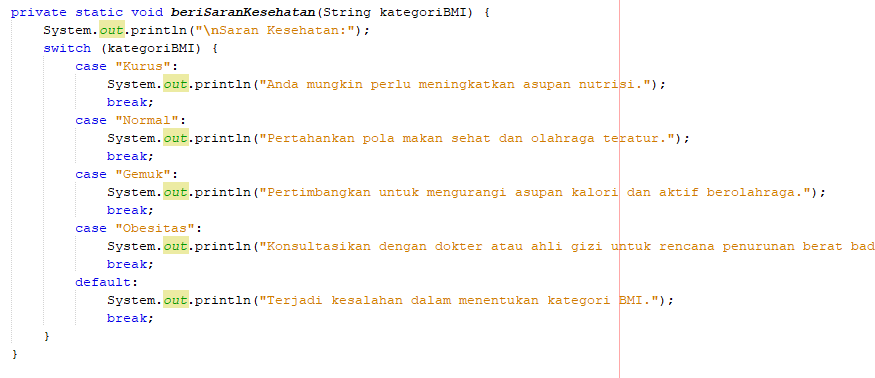 private static void beriSaranKesehatan(String kategoriBMI) {
System.out.println("\nSaran Kesehatan:");
switch (kategoriBMI) {
case "Kurus":
System.out.println("Anda mungkin perlu meningkatkan asupan nutrisi.");
break;
case "Normal":
System.out.println("Pertahankan pola makan sehat dan olahraga teratur.");
break;
case "Gemuk":
System.out.println("Pertimbangkan untuk mengurangi asupan kalori dan aktif berolahraga.");
break;
case "Obesitas":
System.out.println("Konsultasikan dengan dokter atau ahli gizi untuk rencana penurunan berat bad
break;
default:
System.out.println("Terjadi kesalahan dalam menentukan kategori BMI.");
break;
}
}